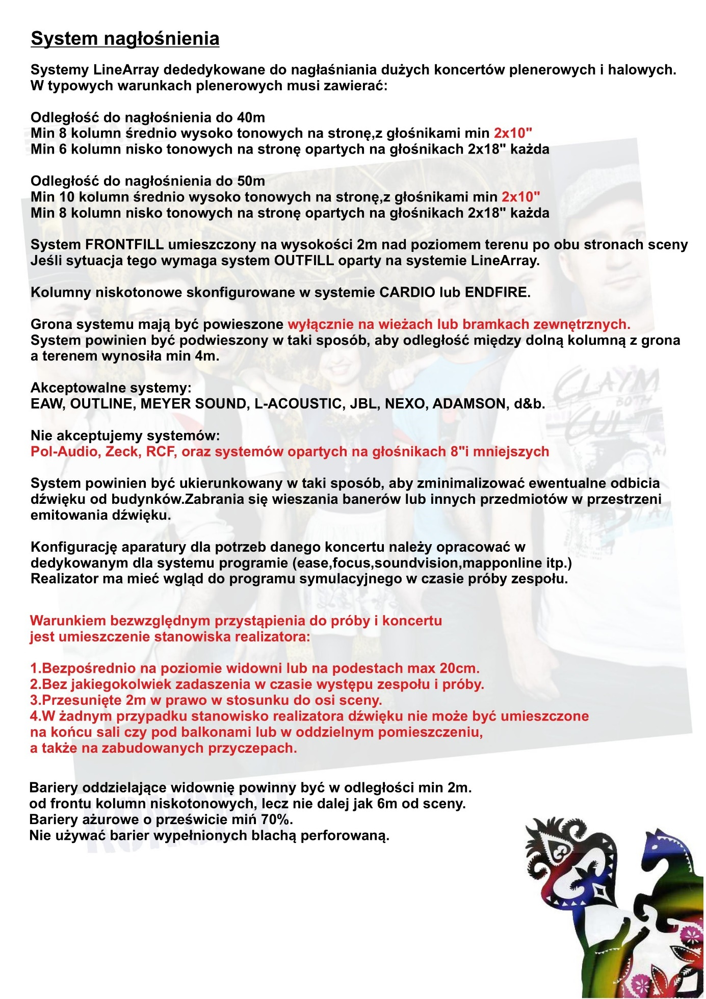 System nagłośnienia
Systemy LineArray dededykowane do nagłaśniania dużych koncertów plenerowych i halowych.
W typowych warunkach plenerowych musi zawierać:
Odległość do nagłośnienia do 40m
Min 8 kolumn średnio wysoko tonowych na stronę,z głośnikami min 2x10"
Min 6 kolumn nisko tonowych na stronę opartych na głośnikach 2x18" każda
Odległość do nagłośnienia do 50m
Min 10 kolumn średnio wysoko tonowych na stronę,z głośnikami min 2x10"
Min 8 kolumn nisko tonowych na stronę opartych na głośnikach 2x18" każda
System FRONTFILL umieszczony na wysokości 2m nad poziomem terenu po obu stronach sceny
Jeśli sytuacja tego wymaga system OUTFILL oparty na systemie LineArray.
Kolumny niskotonowe skonfigurowane w systemie CARDIO lub ENDFIRE.
Grona systemu mają być powieszone wyłącznie na wieżach lub bramkach zewnętrznych.
System powinien być podwieszony w taki sposób, aby odległość między dolną kolumną z grona
a terenem wynosiła min 4m.
Akceptowalne systemy:
EAW, OUTLINE, MEYER SOUND, L-ACOUSTIC, JBL, NEXO, ADAMSON, d&b.
CLAIM
BOTH
CUL
Nie akceptujemy systemów:
Pol-Audio, Zeck, RCF, oraz systemów opartych na głośnikach 8"i mniejszych
System powinien być ukierunkowany w taki sposób, aby zminimalizować ewentualne odbicia
dźwięku od budynków.Zabrania się wieszania banerów lub innych przedmiotów w przestrzeni
emitowania dźwięku.
Konfigurację aparatury dla potrzeb danego koncertu należy opracować w
dedykowanym dla systemu programie (ease,focus,soundvision,mapponline itp.)
Realizator ma mieć wgląd do programu symulacyjnego w czasie próby zespołu.
Warunkiem bezwzględnym przystąpienia do próby i koncertu
jest umieszczenie stanowiska realizatora:
1.Bezpośrednio na poziomie widowni lub na podestach max 20cm.
2.Bez jakiegokolwiek zadaszenia w czasie występu zespołu i próby.
3.Przesunięte 2m w prawo w stosunku do osi sceny.
4.W żadnym przypadku stanowisko realizatora dźwięku nie może być umieszczone
na końcu sali czy pod balkonami lub w oddzielnym pomieszczeniu,
a także na zabudowanych przyczepach.
Bariery oddzielające widownię powinny być w odległości min 2m.
od frontu kolumn niskotonowych, lecz nie dalej jak 6m od sceny.
Bariery ażurowe o prześwicie miń 70%.
Nie używać barier wypełnionych blachą perforowaną.
KONCERT